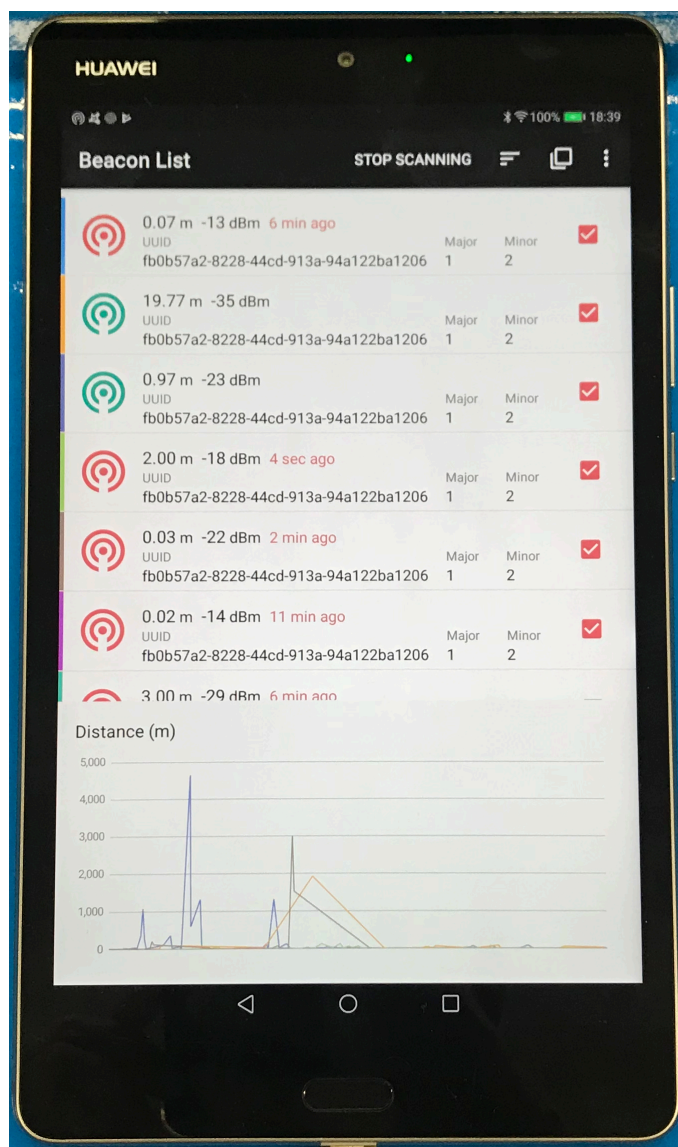 HUAWEI
100% 18:39
Beacon List STOP SCANNING
0.07 m -13 dBm 6 min ago
UUID Major Minor
fb0b57a2-8228-44cd-913a-94a122ba1206 1 2
19.77 m -35 dBm
UUID Major Minor
fb0b57a2-8228-44cd-913a-94a122ba1206 1 2
0.97 m -23 dBm
UUID Major Minor
fb0b57a2-8228-44cd-913a-94a122ba1206 1 2
2.00 m -18 dBm 4 sec ago
UUID Major Minor
fb0b57a2-8228-44cd-913a-94a122ba1206 1 2
0.03 m -22 dBm 2 min ago
UUID Major Minor
fb0b57a2-8228-44cd-913a-94a122ba1206 1 2
0.02 m -14 dBm 11 min ago
UUID Major Minor
fb0b57a2-8228-44cd-913a-94a122ba1206 1 2
3.00 m -29 dBm 6 min ago
Distance (m)
5,000
4,000
3,000
2,000
1,000
0